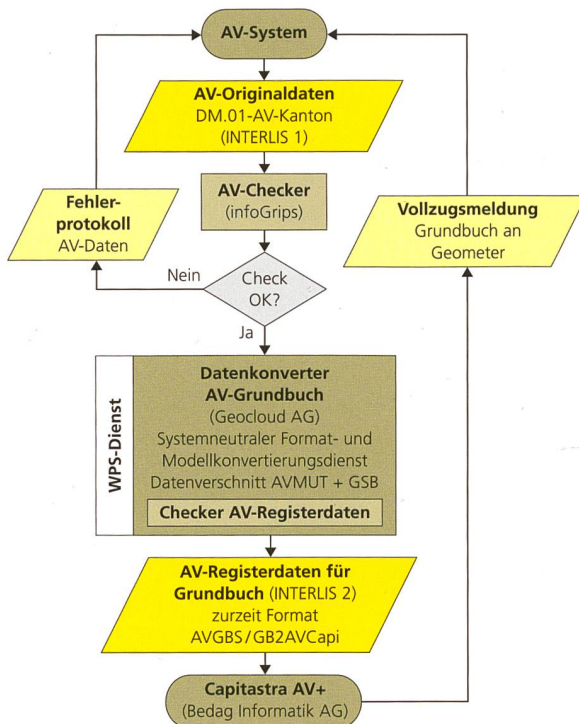 AV-System
AV-Originaldaten
DM.01-AV-Kanton
(INTERLIS 1)
AV-Checker
(infoGrips)
Fehler-
protokoll
AV-Daten
Vollzugsmeldung
Grundbuch an
Geometer
Nein
Check
OK?
Ja
WPS-Dienst
Datenkonverter
AV-Grundbuch
(Geocloud AG)
Systemneutraler Format- und
Modellkonvertierungsdienst
Datenverschnitt AVMUT + GSB
Checker AV-Registerdaten
AV-Registerdaten für
Grundbuch (INTERLIS 2)
zurzeit Format
AVGBS/GB2AVCapi
Capitastra AV+
(Bedag Informatik AG)